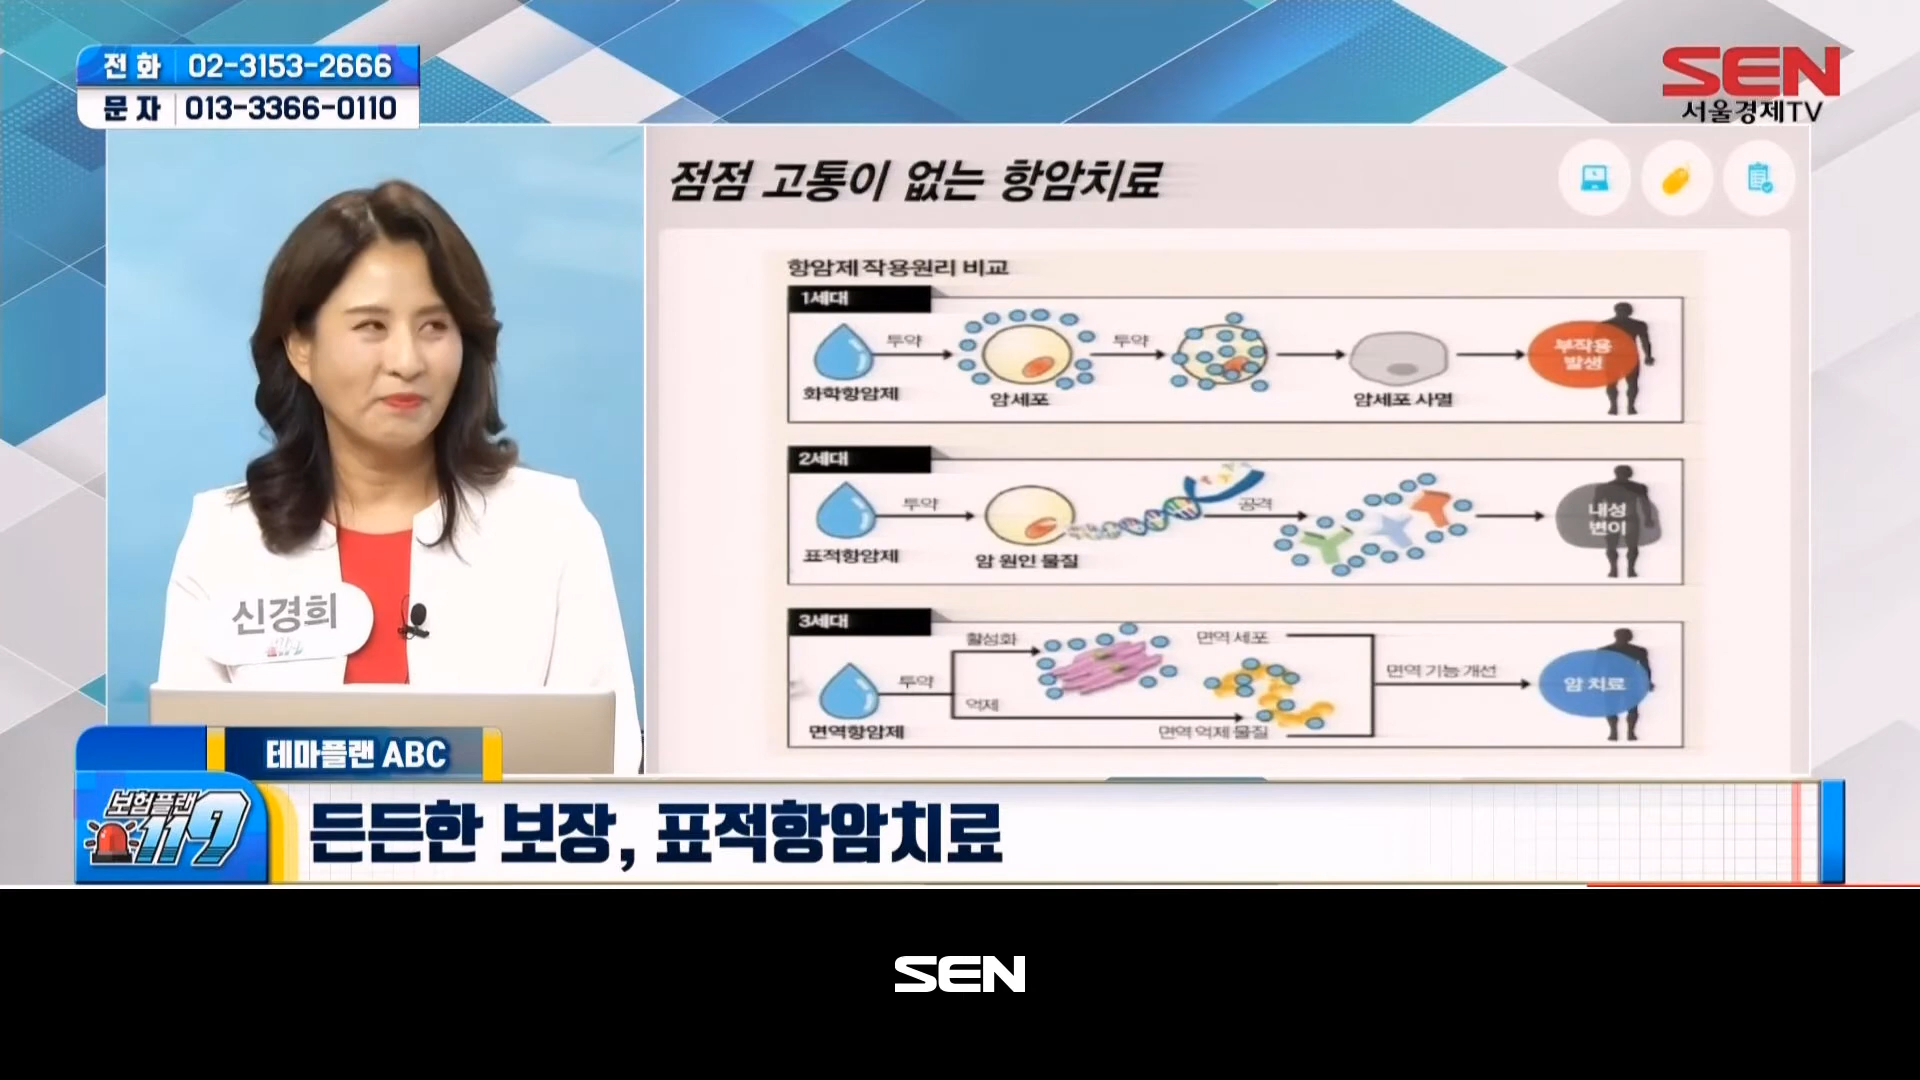 전화 02-3153-2666
문자 013-3366-0110
SEN
서울경제TV
점점 고통이 없는 항암치료
항암제 작용원리 비교
1세대
투약
투약
화학항암제
암세포
암세포 사멸
부작용
발생
2세대
투약
공격
표적항암제
암 원인 물질
내성
변이
3세대
활성화
면역 세포
투약
억제
면역 기능 개선
면역항암제
면역 억제 물질
암 치료
신경희
테마플랜 ABC
보험플랜
119
든든한 보장, 표적항암치료
SEN